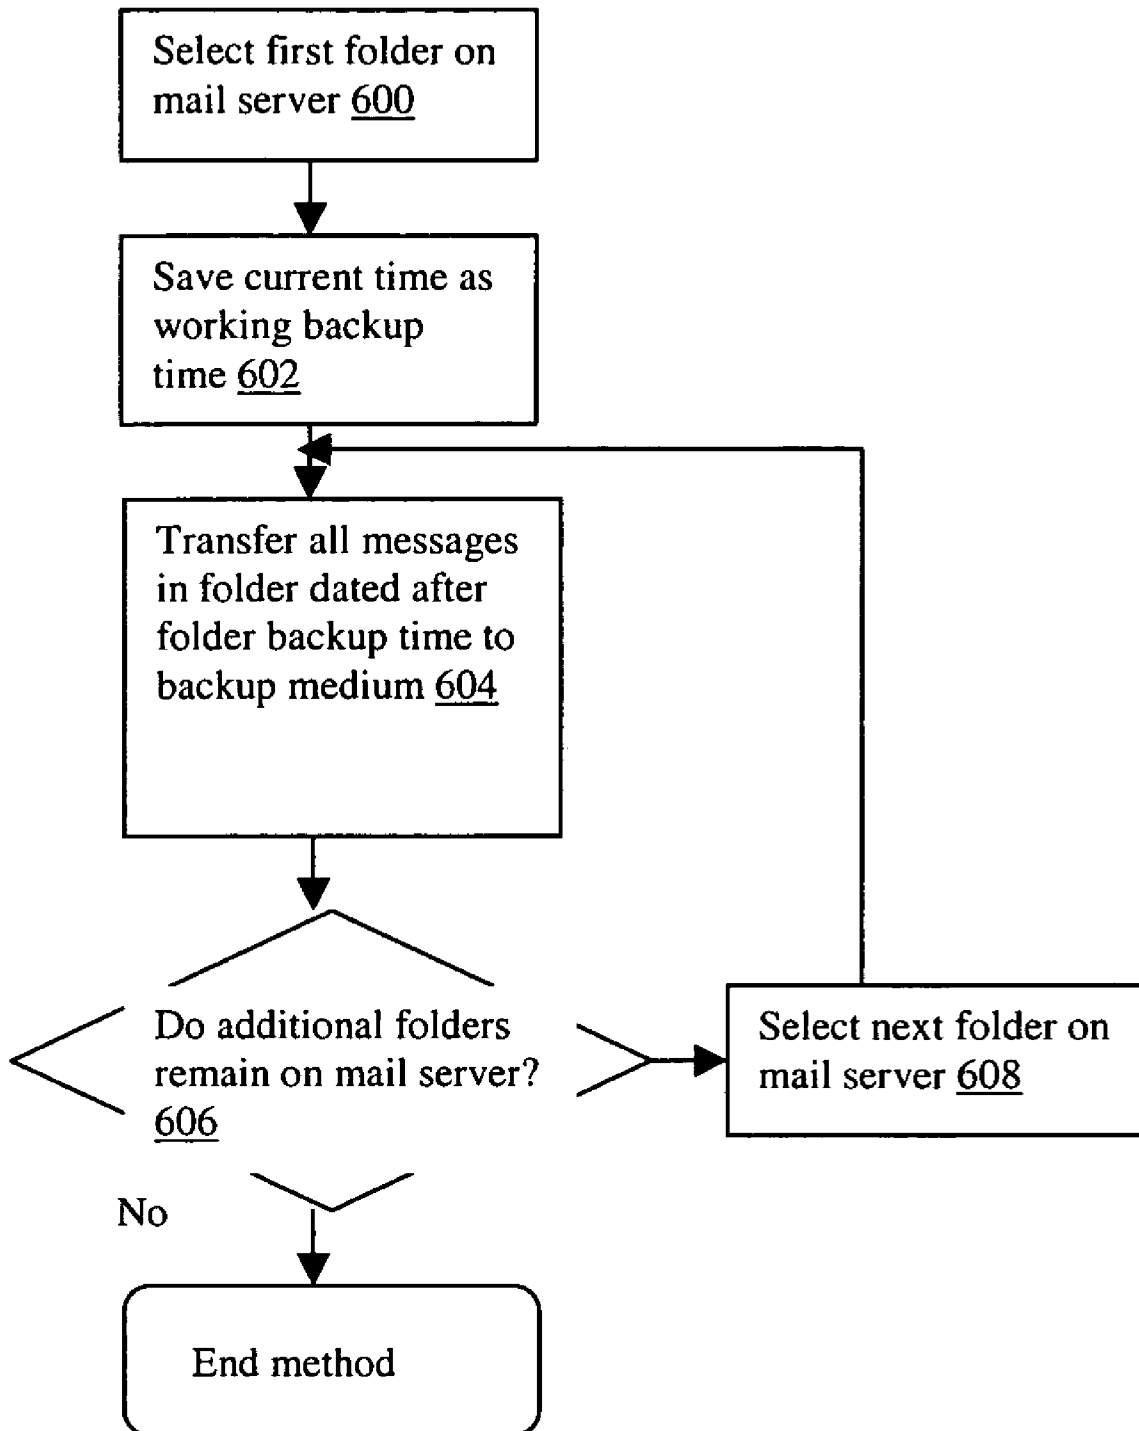 Select first folder on
mail server 600
Save current time as
working backup
time 602
Transfer all messages
in folder dated after
folder backup time to
backup medium 604
Do additional folders
remain on mail server?
606
Select next folder on
mail server 608
No
End method